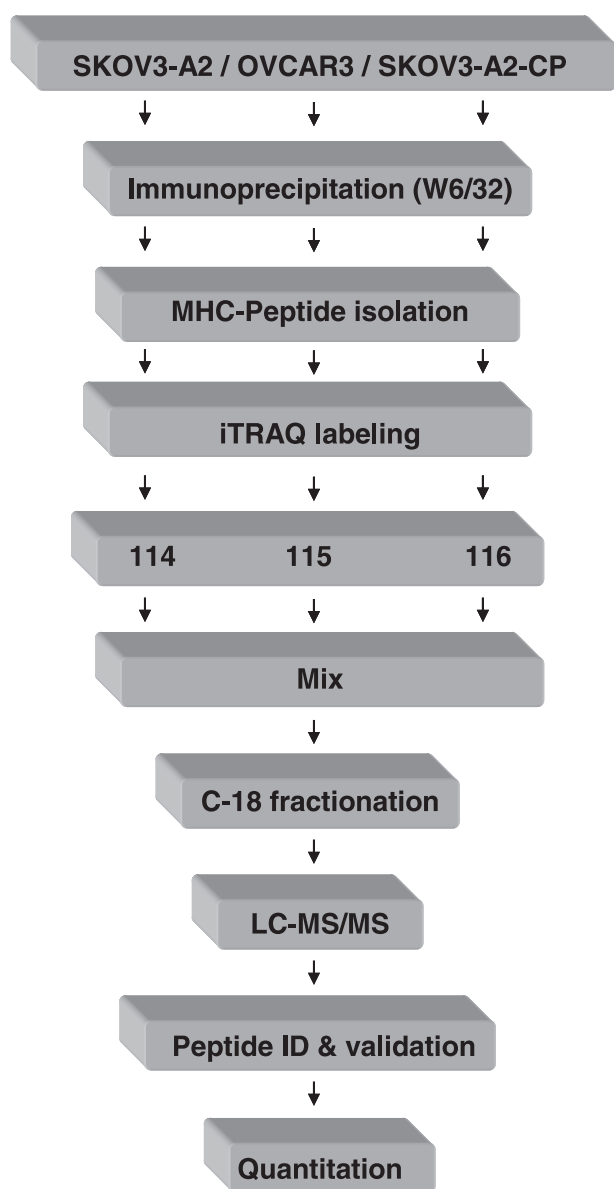 SKOV3-A2 / OVCAR3 / SKOV3-A2-CP
Immunoprecipitation (W6/32)
MHC-Peptide isolation
iTRAQ labeling
114 115 116
Mix
C-18 fractionation
LC-MS/MS
Peptide ID & validation
Quantitation